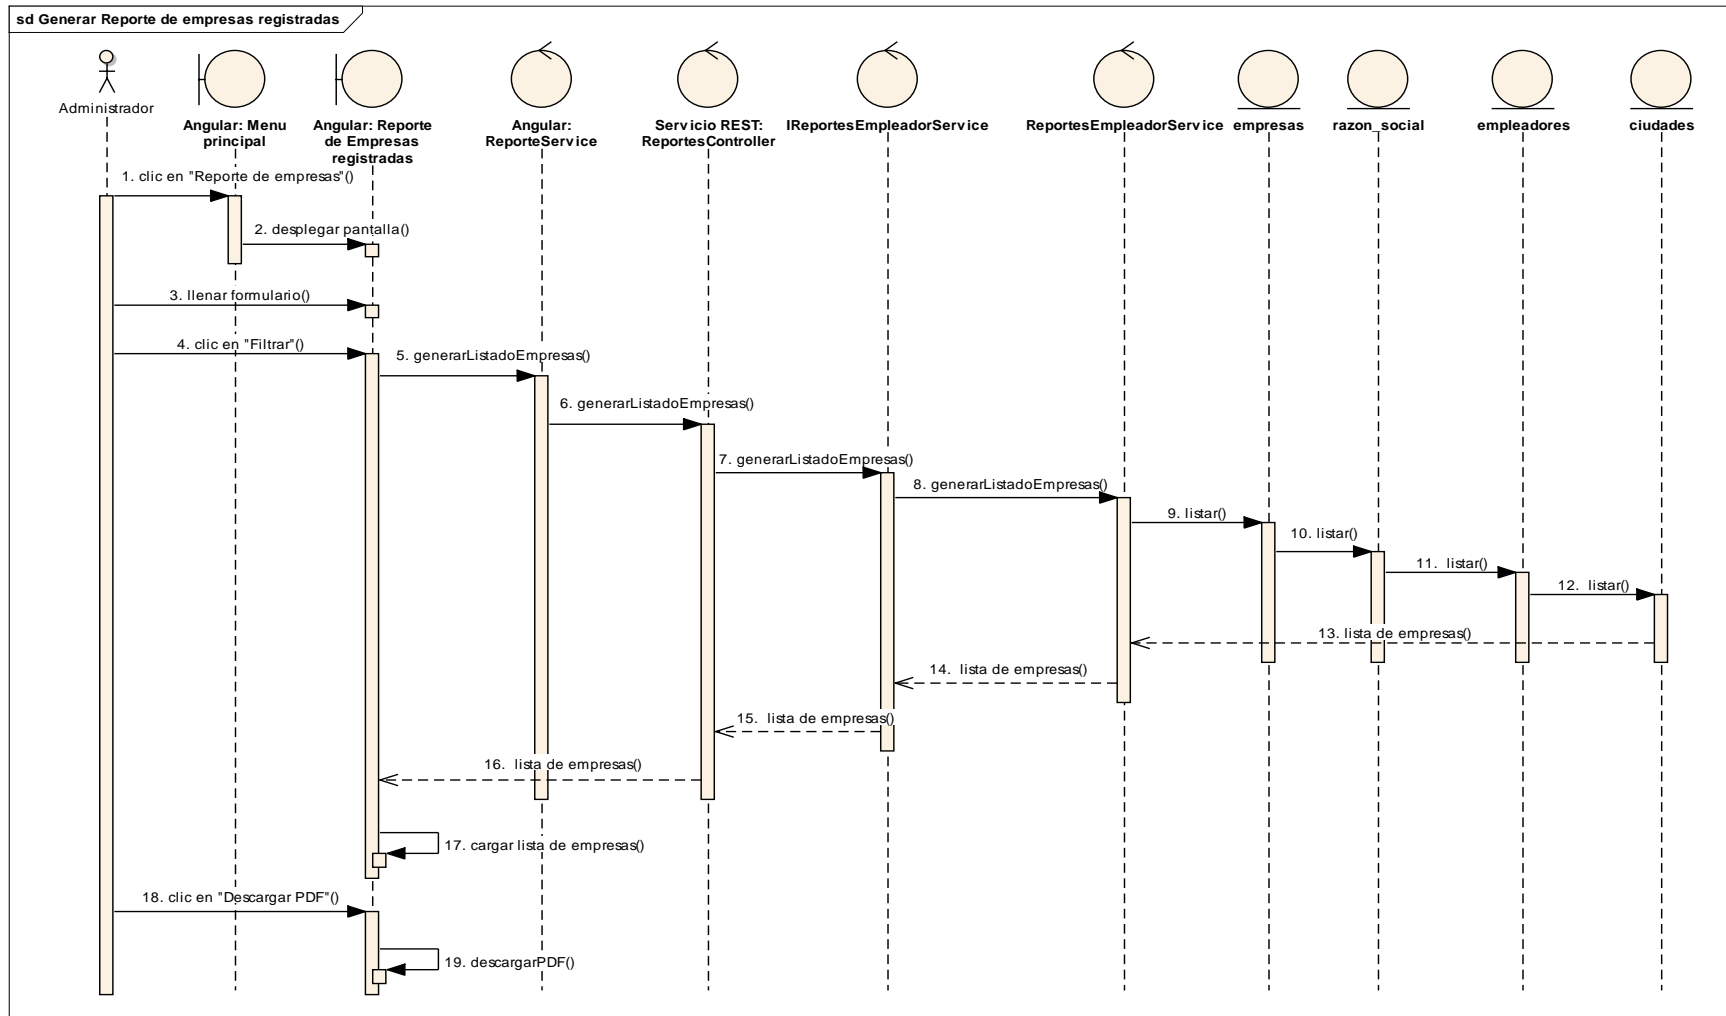 sd Generar Reporte de empresas registradas
Administrador
Angular: Menu
principal
Angular: Reporte
de Empresas
registradas
Angular:
ReporteService
Servicio REST:
ReportesController
IReportesEmpleadorService
ReportesEmpleadorService
empresas
razon_social
empleadores
ciudades
1. clic en "Reporte de empresas"()
2. desplegar pantalla()
3. llenar formulario()
4. clic en "Filtrar"()
5. generarListadoEmpresas()
6. generarListadoEmpresas()
7. generarListadoEmpresas()
8. generarListadoEmpresas()
9. listar()
10. listar()
11.  listar()
12.  listar()
13. lista de empresas()
14.  lista de empresas()
15.  lista de empresas()
16.  lista de empresas()
17. cargar lista de empresas()
18. clic en "Descargar PDF"()
19. descargarPDF()